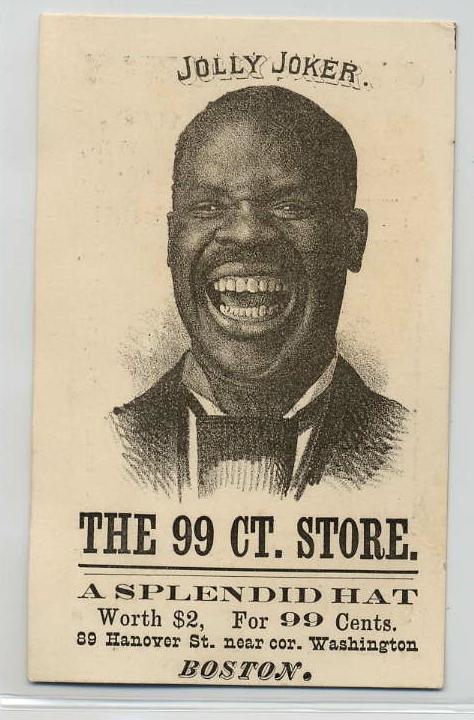 JOLLY JOKER.
THE 99 CT. STORE.
A SPLENDID HAT
Worth $2, For 99 Cents.
89 Hanover St. near cor. Washington
BOSTON.